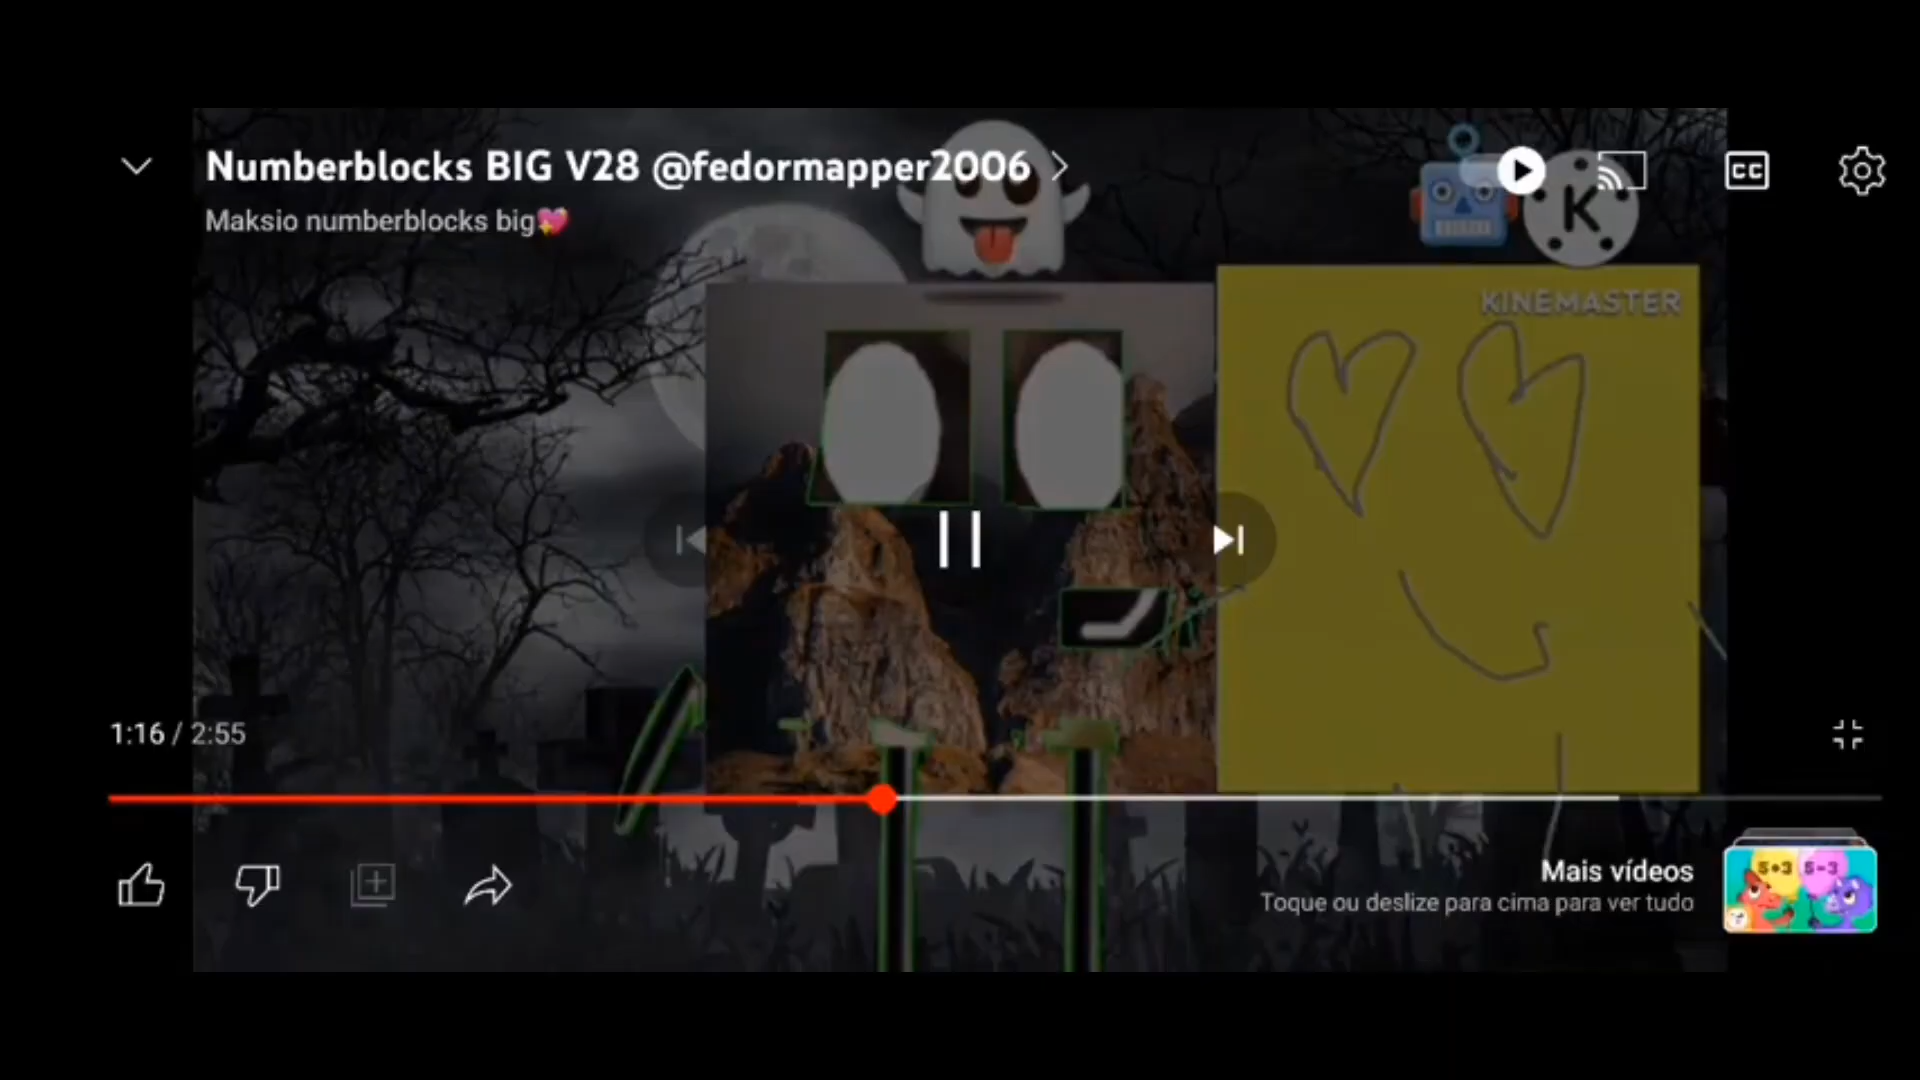 Numberblocks BIG V28 @fedormapper2006
Maksio numberblocks big
CC
K
KINEMASTER
1:16 / 2:55
Mais vídeos
Toque ou deslize para cima para ver tudo
5+3 5-3